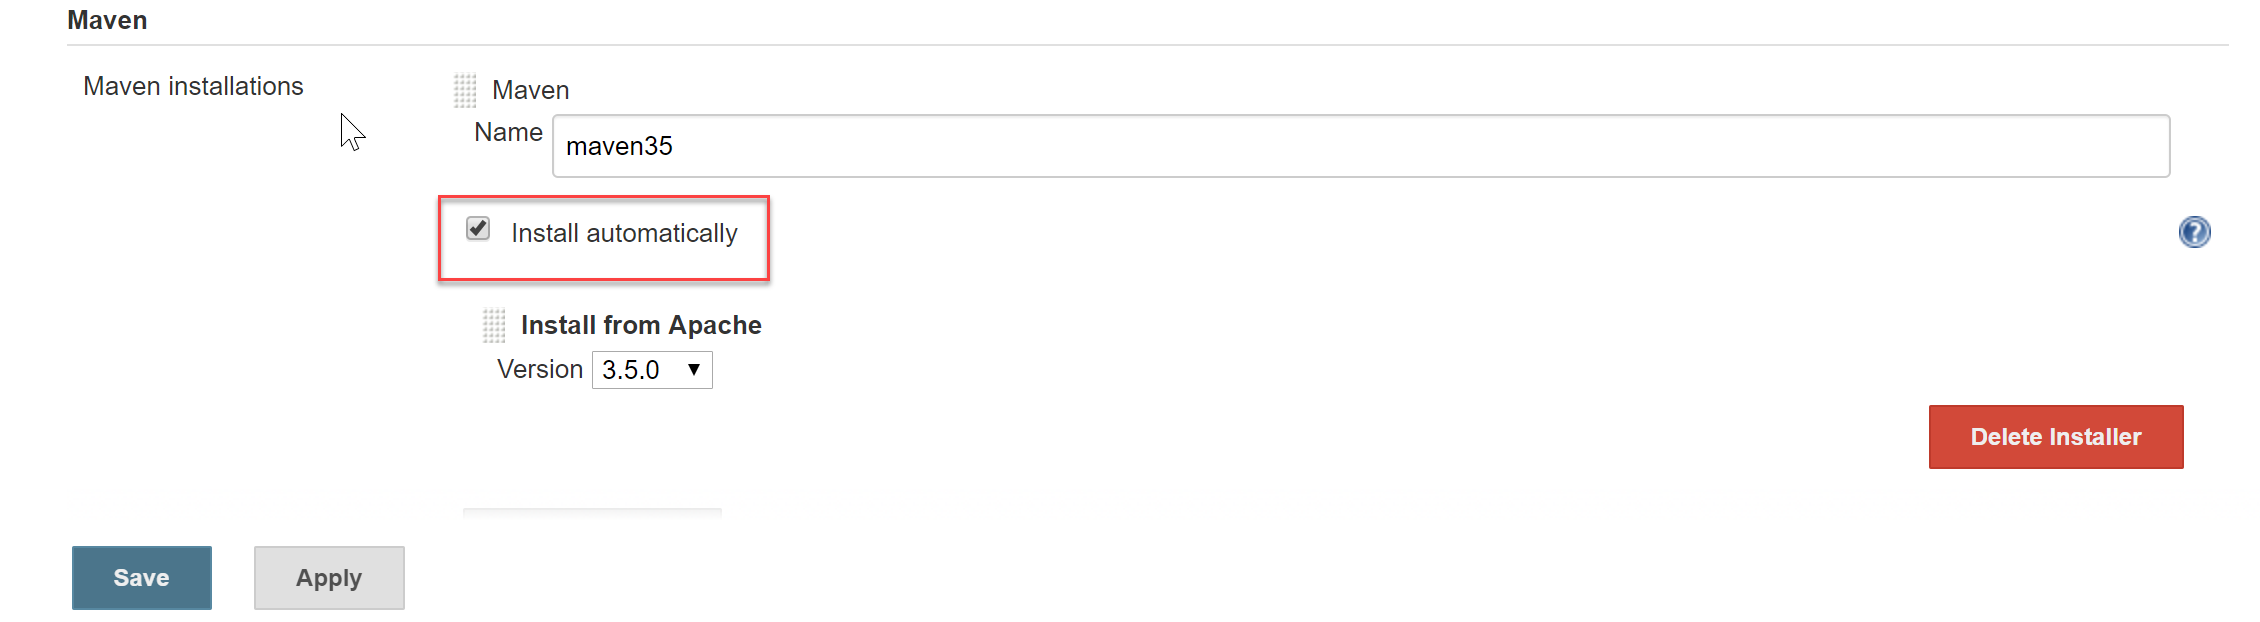 Maven
Maven installations
Maven
Name
maven35
Install automatically
?
Install from Apache
Version 3.5.0 ▼
Delete Installer
Save Apply